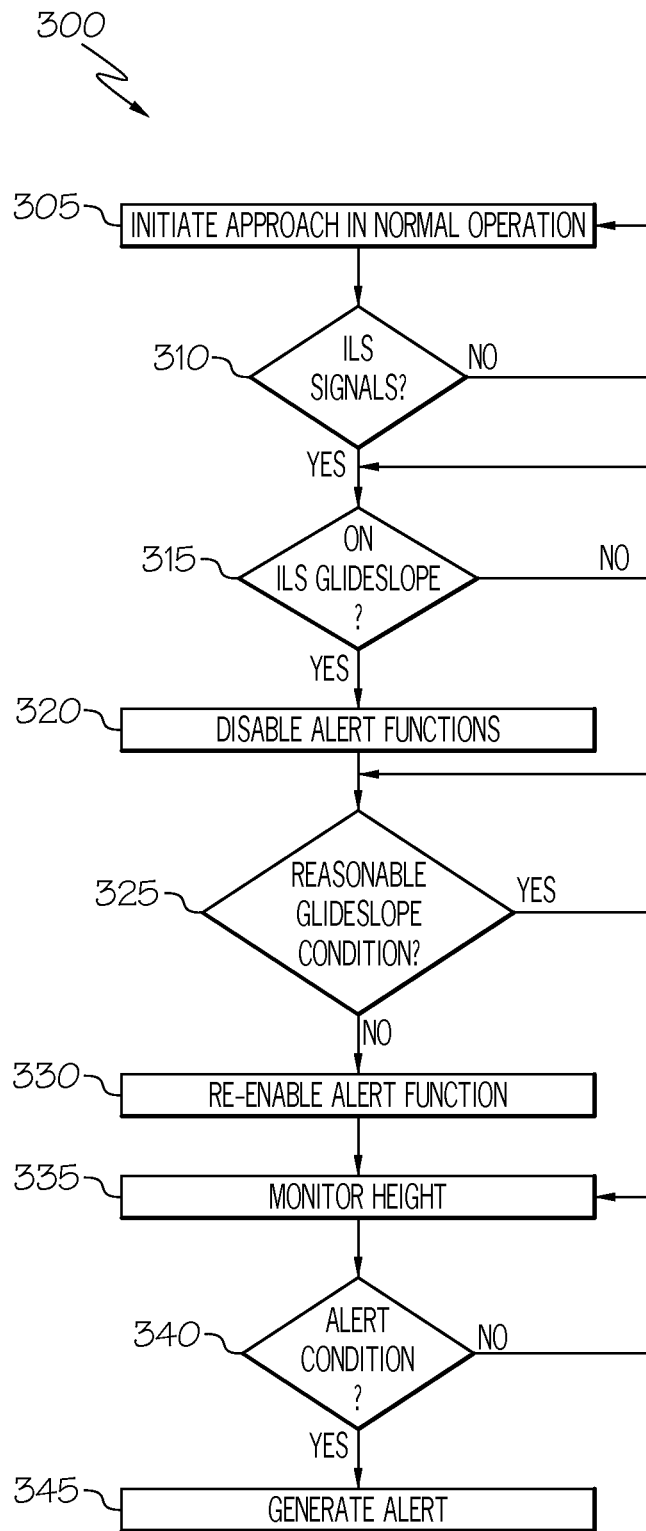 300
305
INITIATE APPROACH IN NORMAL OPERATION
310
ILS
SIGNALS?
NO
YES
315
ON
ILS GLIDESLOPE
?
NO
YES
320
DISABLE ALERT FUNCTIONS
325
REASONABLE
GLIDESLOPE
CONDITION?
YES
NO
330
RE-ENABLE ALERT FUNCTION
335
MONITOR HEIGHT
340
ALERT
CONDITION
?
NO
YES
345
GENERATE ALERT